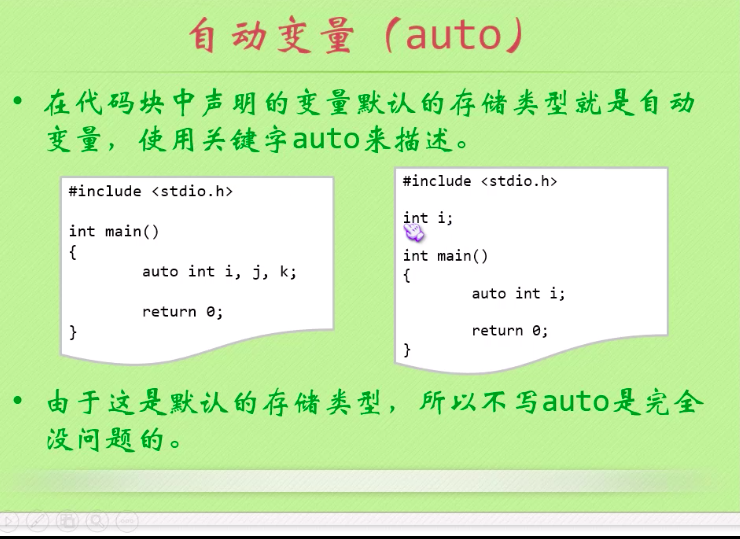 自动变量（auto）
• 在代码块中声明的变量默认的存储类型就是自动
变量，使用关键字auto来描述。
#include <stdio.h>
int main()
{
auto int i, j, k;
return 0;
}
#include <stdio.h>
int i;
int main()
{
auto int i;
return 0;
}
• 由于这是默认的存储类型，所以不写auto是完全
没问题的。